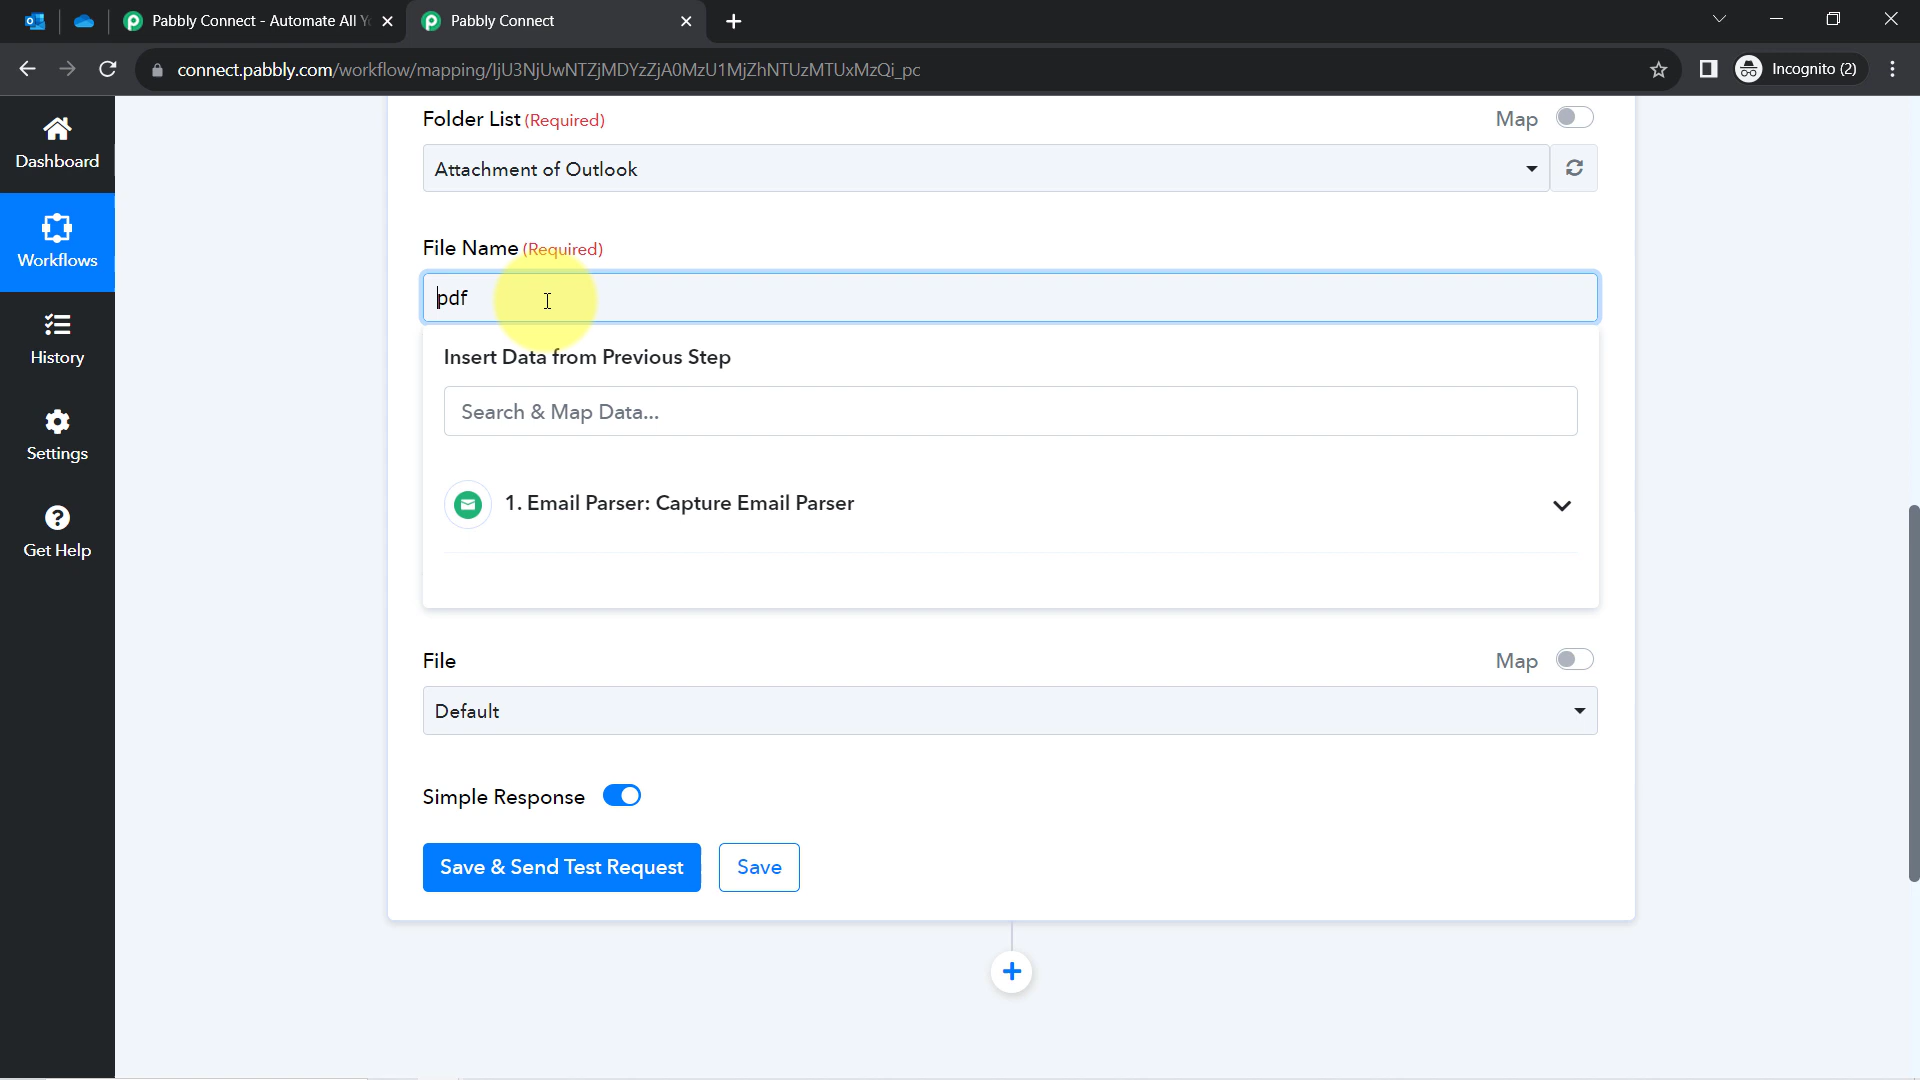 Pabbly Connect - Automate All Y
Pabbly Connect
connect.pabbly.com/workflow/mapping/IjU3NjUwNTZjMDYzZjA0MzU1MjZhNTUzMTUxMzQi_pc
Incognito (2)
Dashboard
Workflows
History
Settings
Get Help
Folder List (Required)
Map
Attachment of Outlook
File Name (Required)
pdf
Insert Data from Previous Step
Search & Map Data...
1. Email Parser: Capture Email Parser
File
Map
Default
Simple Response
Save & Send Test Request
Save